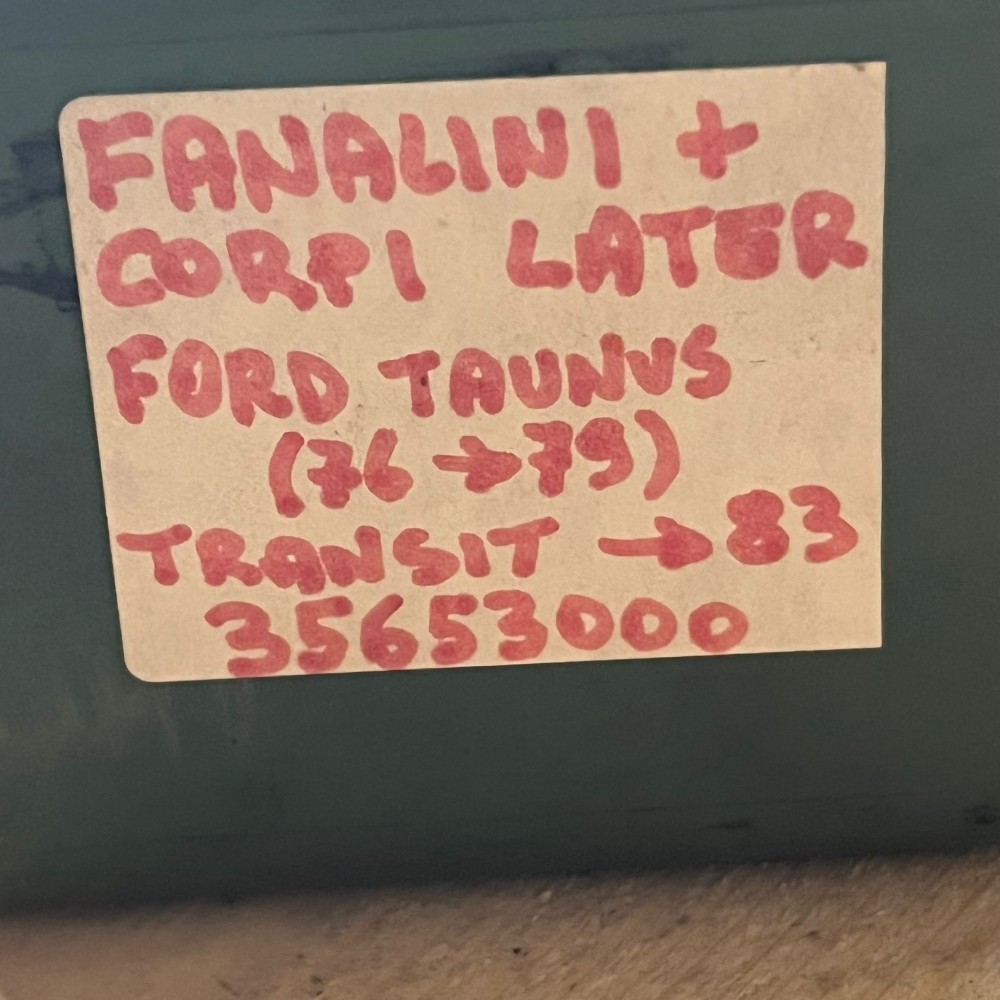 FANALINI +
CORPI LATER
FORD TAUNUS
(76 → 79)
TRANSIT → 83
35653000